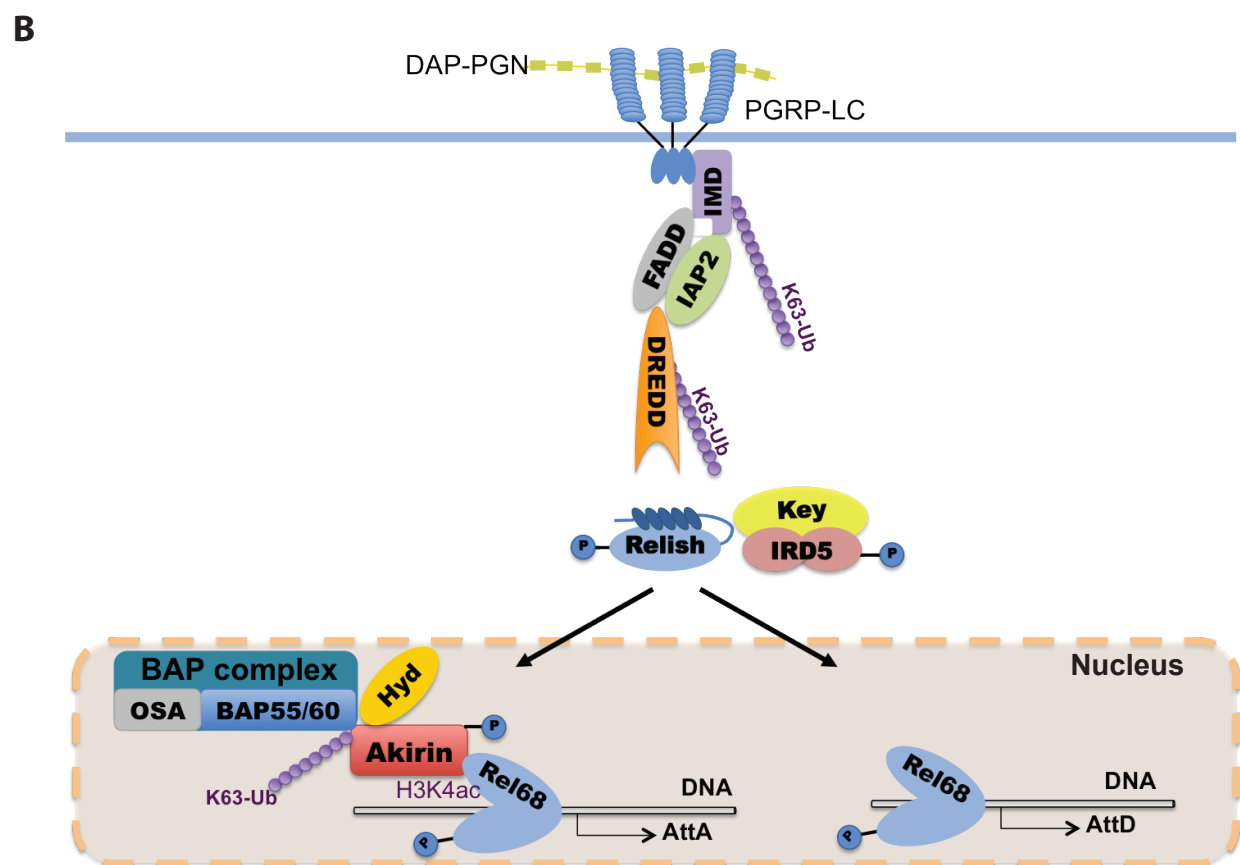 B
DAP-PGN
PGRP-LC
IMD
FADD
IAP2
K63-Ub
DREDD
K63-Ub
Key
P
Relish
IRD5
P
Nucleus
BAP complex
Hyd
OSA
BAP55/60
P
Akirin
K63-Ub
H3K4ac
Rel68
DNA
AttA
P
Rel68
DNA
AttD
P